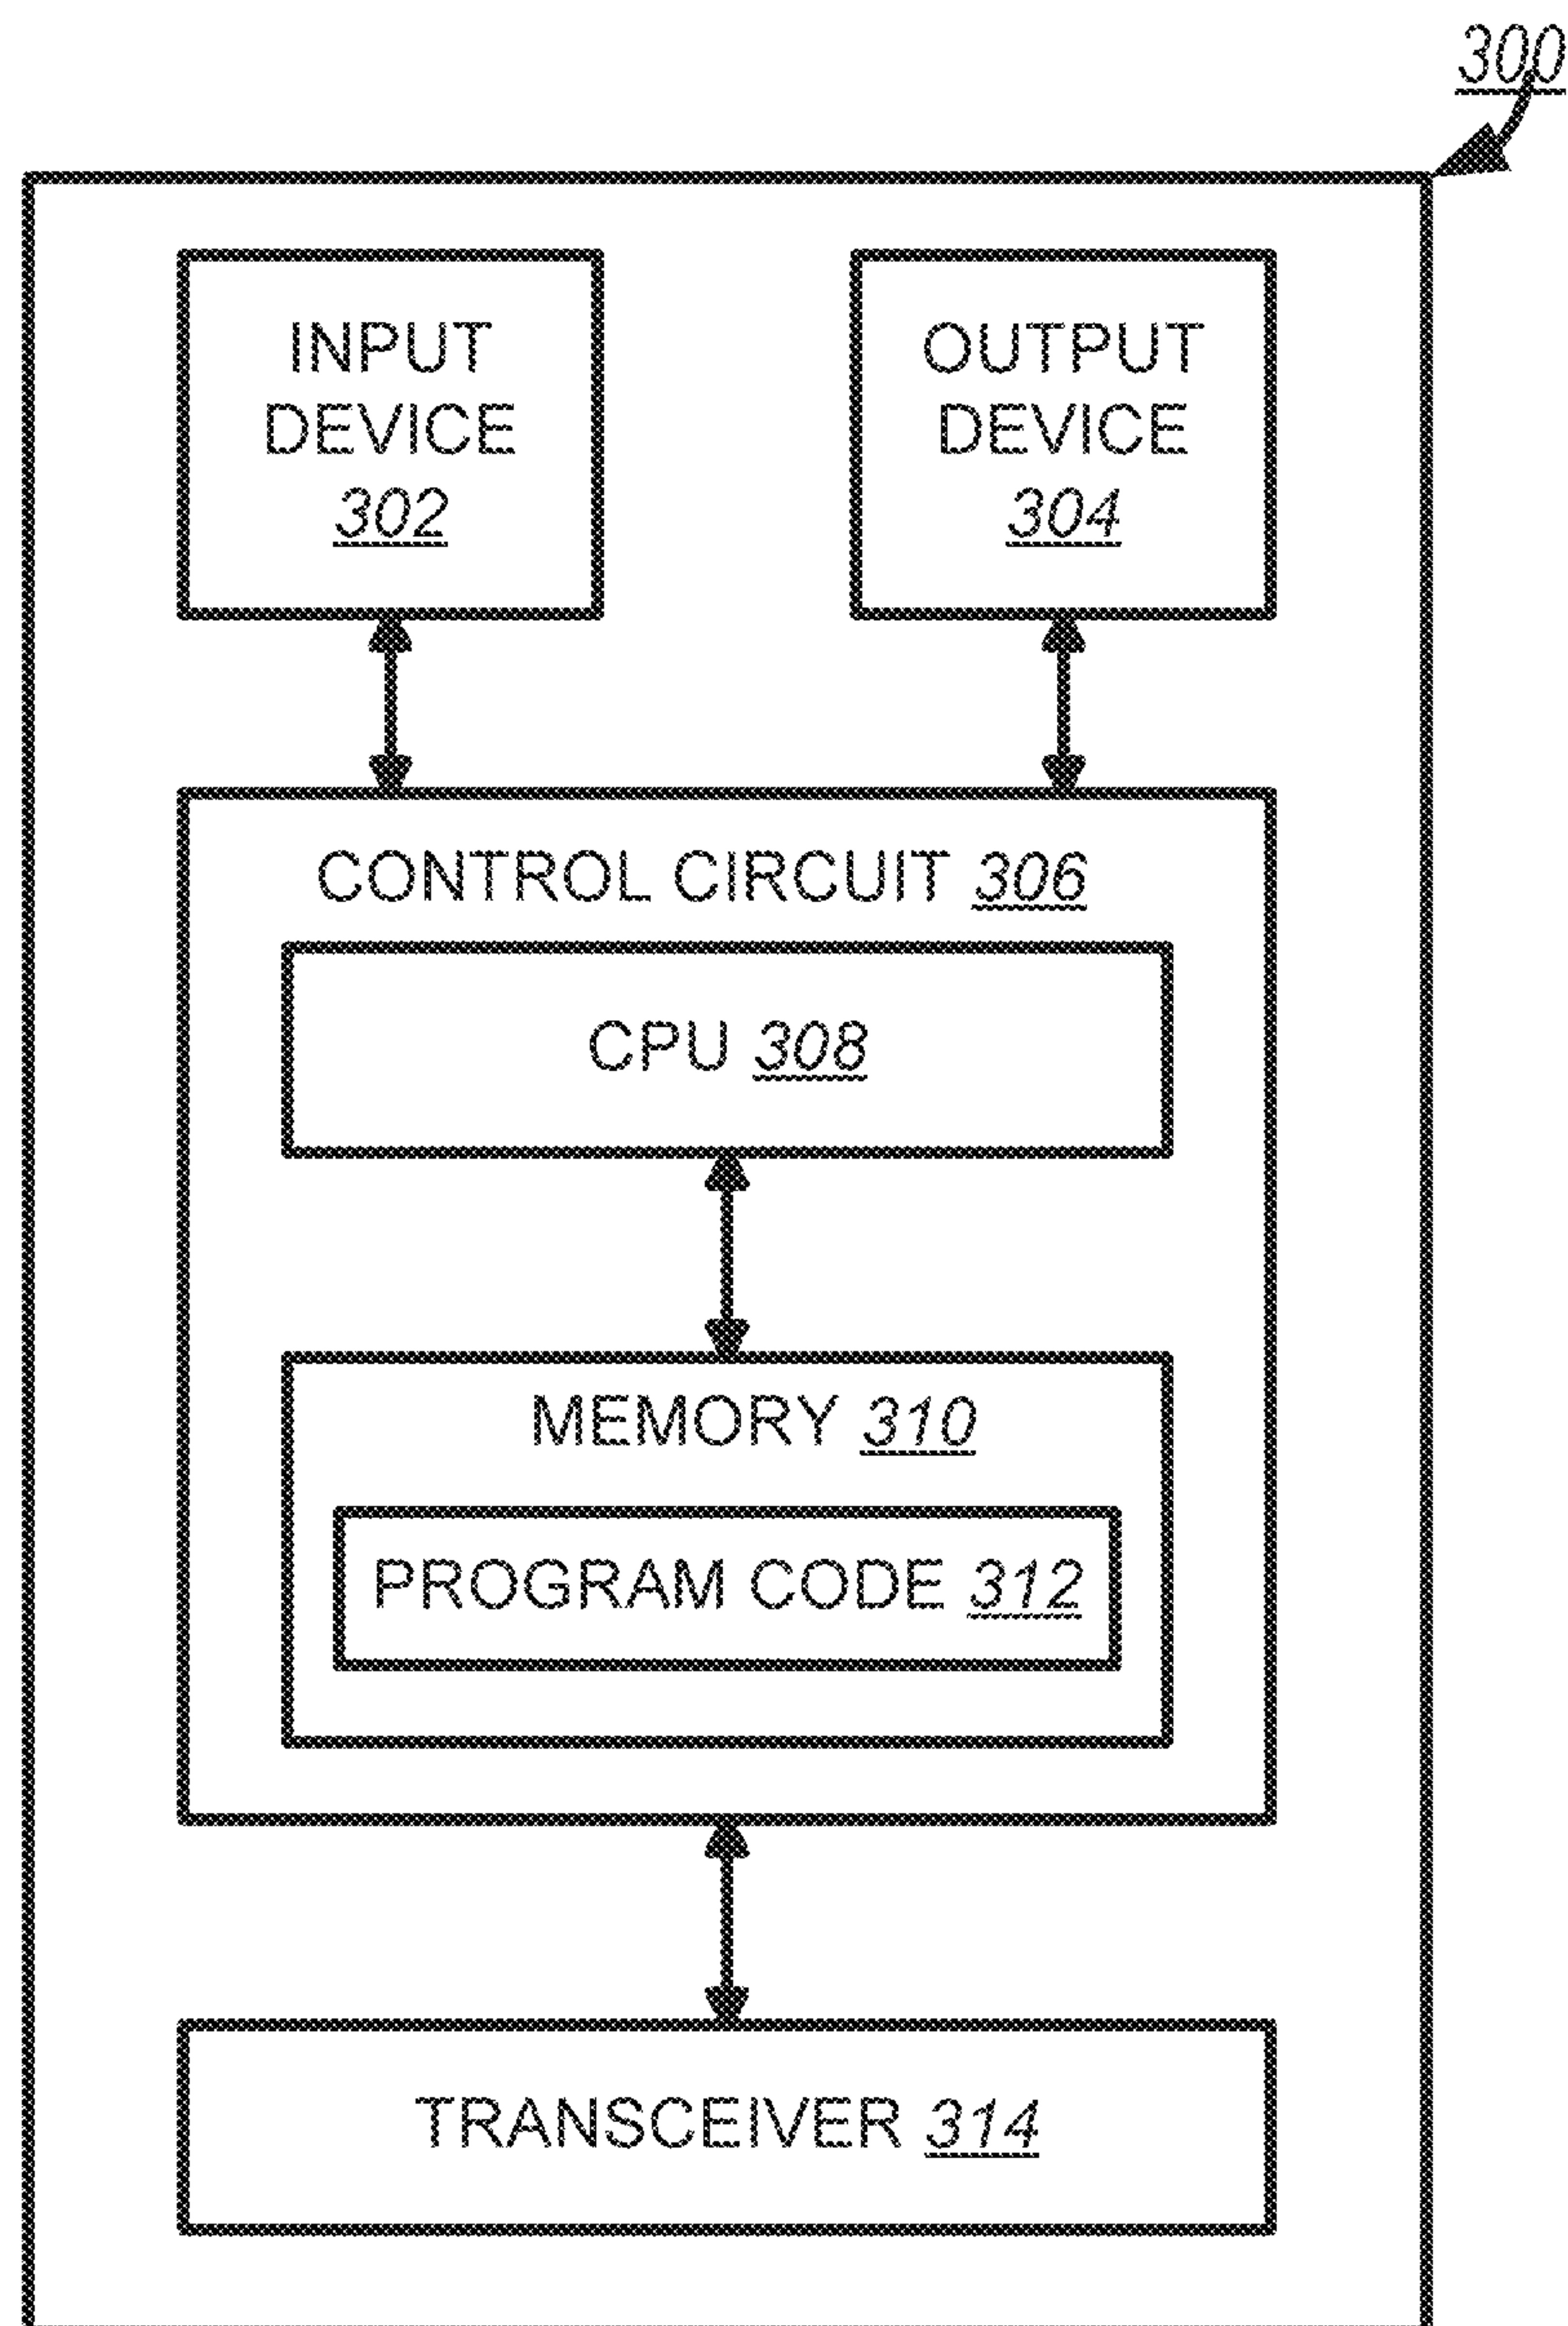 300
INPUT
DEVICE
302
OUTPUT
DEVICE
304
CONTROL CIRCUIT 306
CPU 308
MEMORY 310
PROGRAM CODE 312
TRANSCEIVER 314